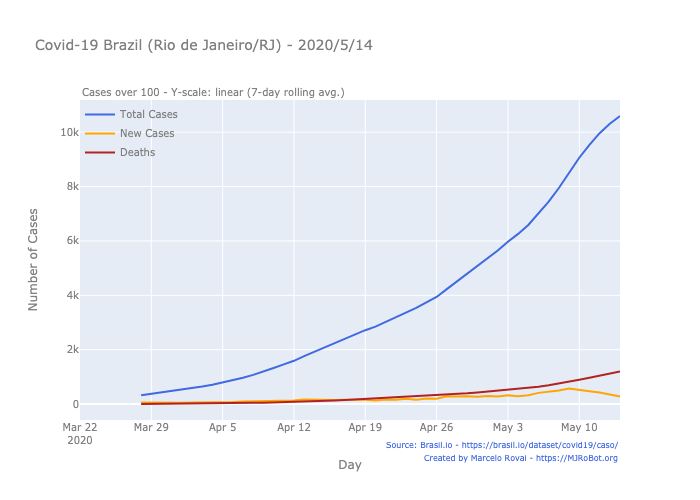 Covid-19 Brazil (Rio de Janeiro/RJ) - 2020/5/14
Cases over 100 - Y-scale: linear (7-day rolling avg.)
Total Cases
New Cases
Deaths
10k
8k
6k
4k
2k
0
Number of Cases
Mar 22 Mar 29 Apr 5 Apr 12 Apr 19 Apr 26 May 3 May 10
2020
Day
Source: Brasil.io - https://brasil.io/dataset/covid19/caso/
Created by Marcelo Rovai - https://MJRoBot.org